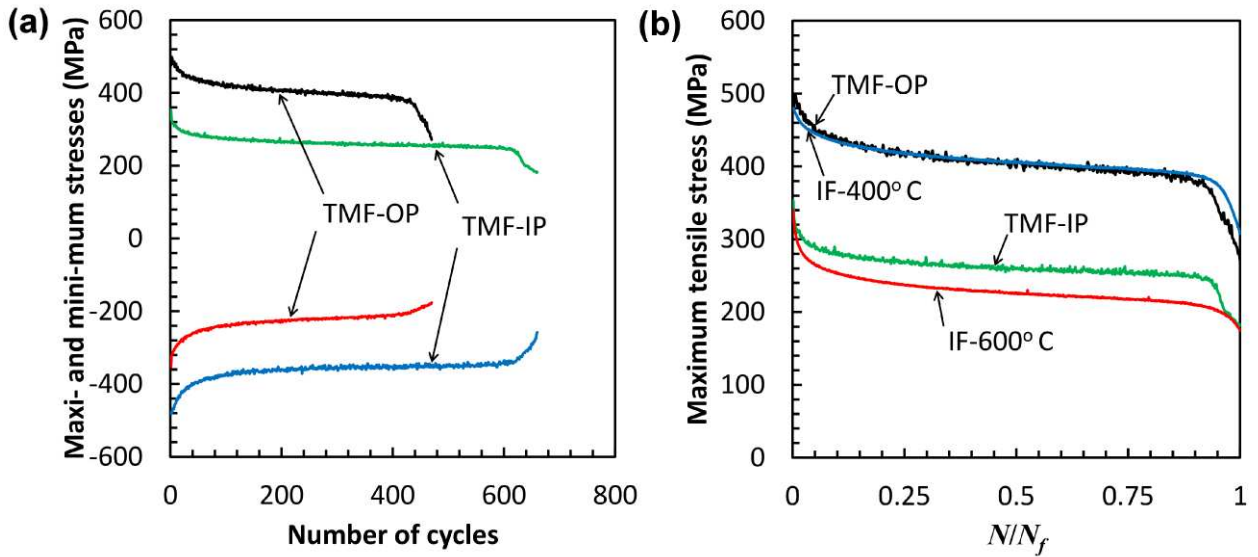 (a)
Maxi- and mini-mum stresses (MPa)
600
400
200
0
-200
-400
-600
TMF-OP
TMF-IP
0
200
400
600
800
Number of cycles
(b)
Maximum tensile stress (MPa)
600
500
400
300
200
100
0
TMF-OP
IF-400° C
TMF-IP
IF-600° C
0
0.25
0.5
0.75
1
N/Nf